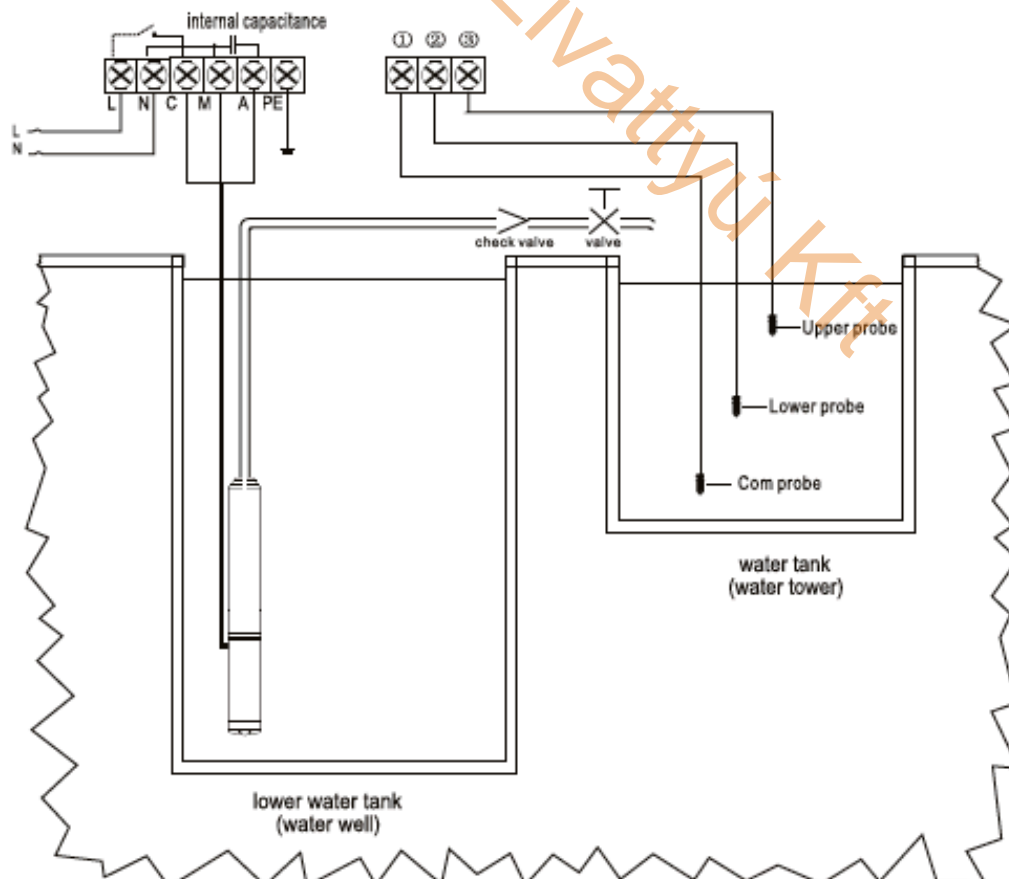 internal capacitance
① ② ③
L N C M A PE
L
N
check valve
valve
Upper probe
Lower probe
Com probe
water tank
(water tower)
lower water tank
(water well)
zivattyú Kft